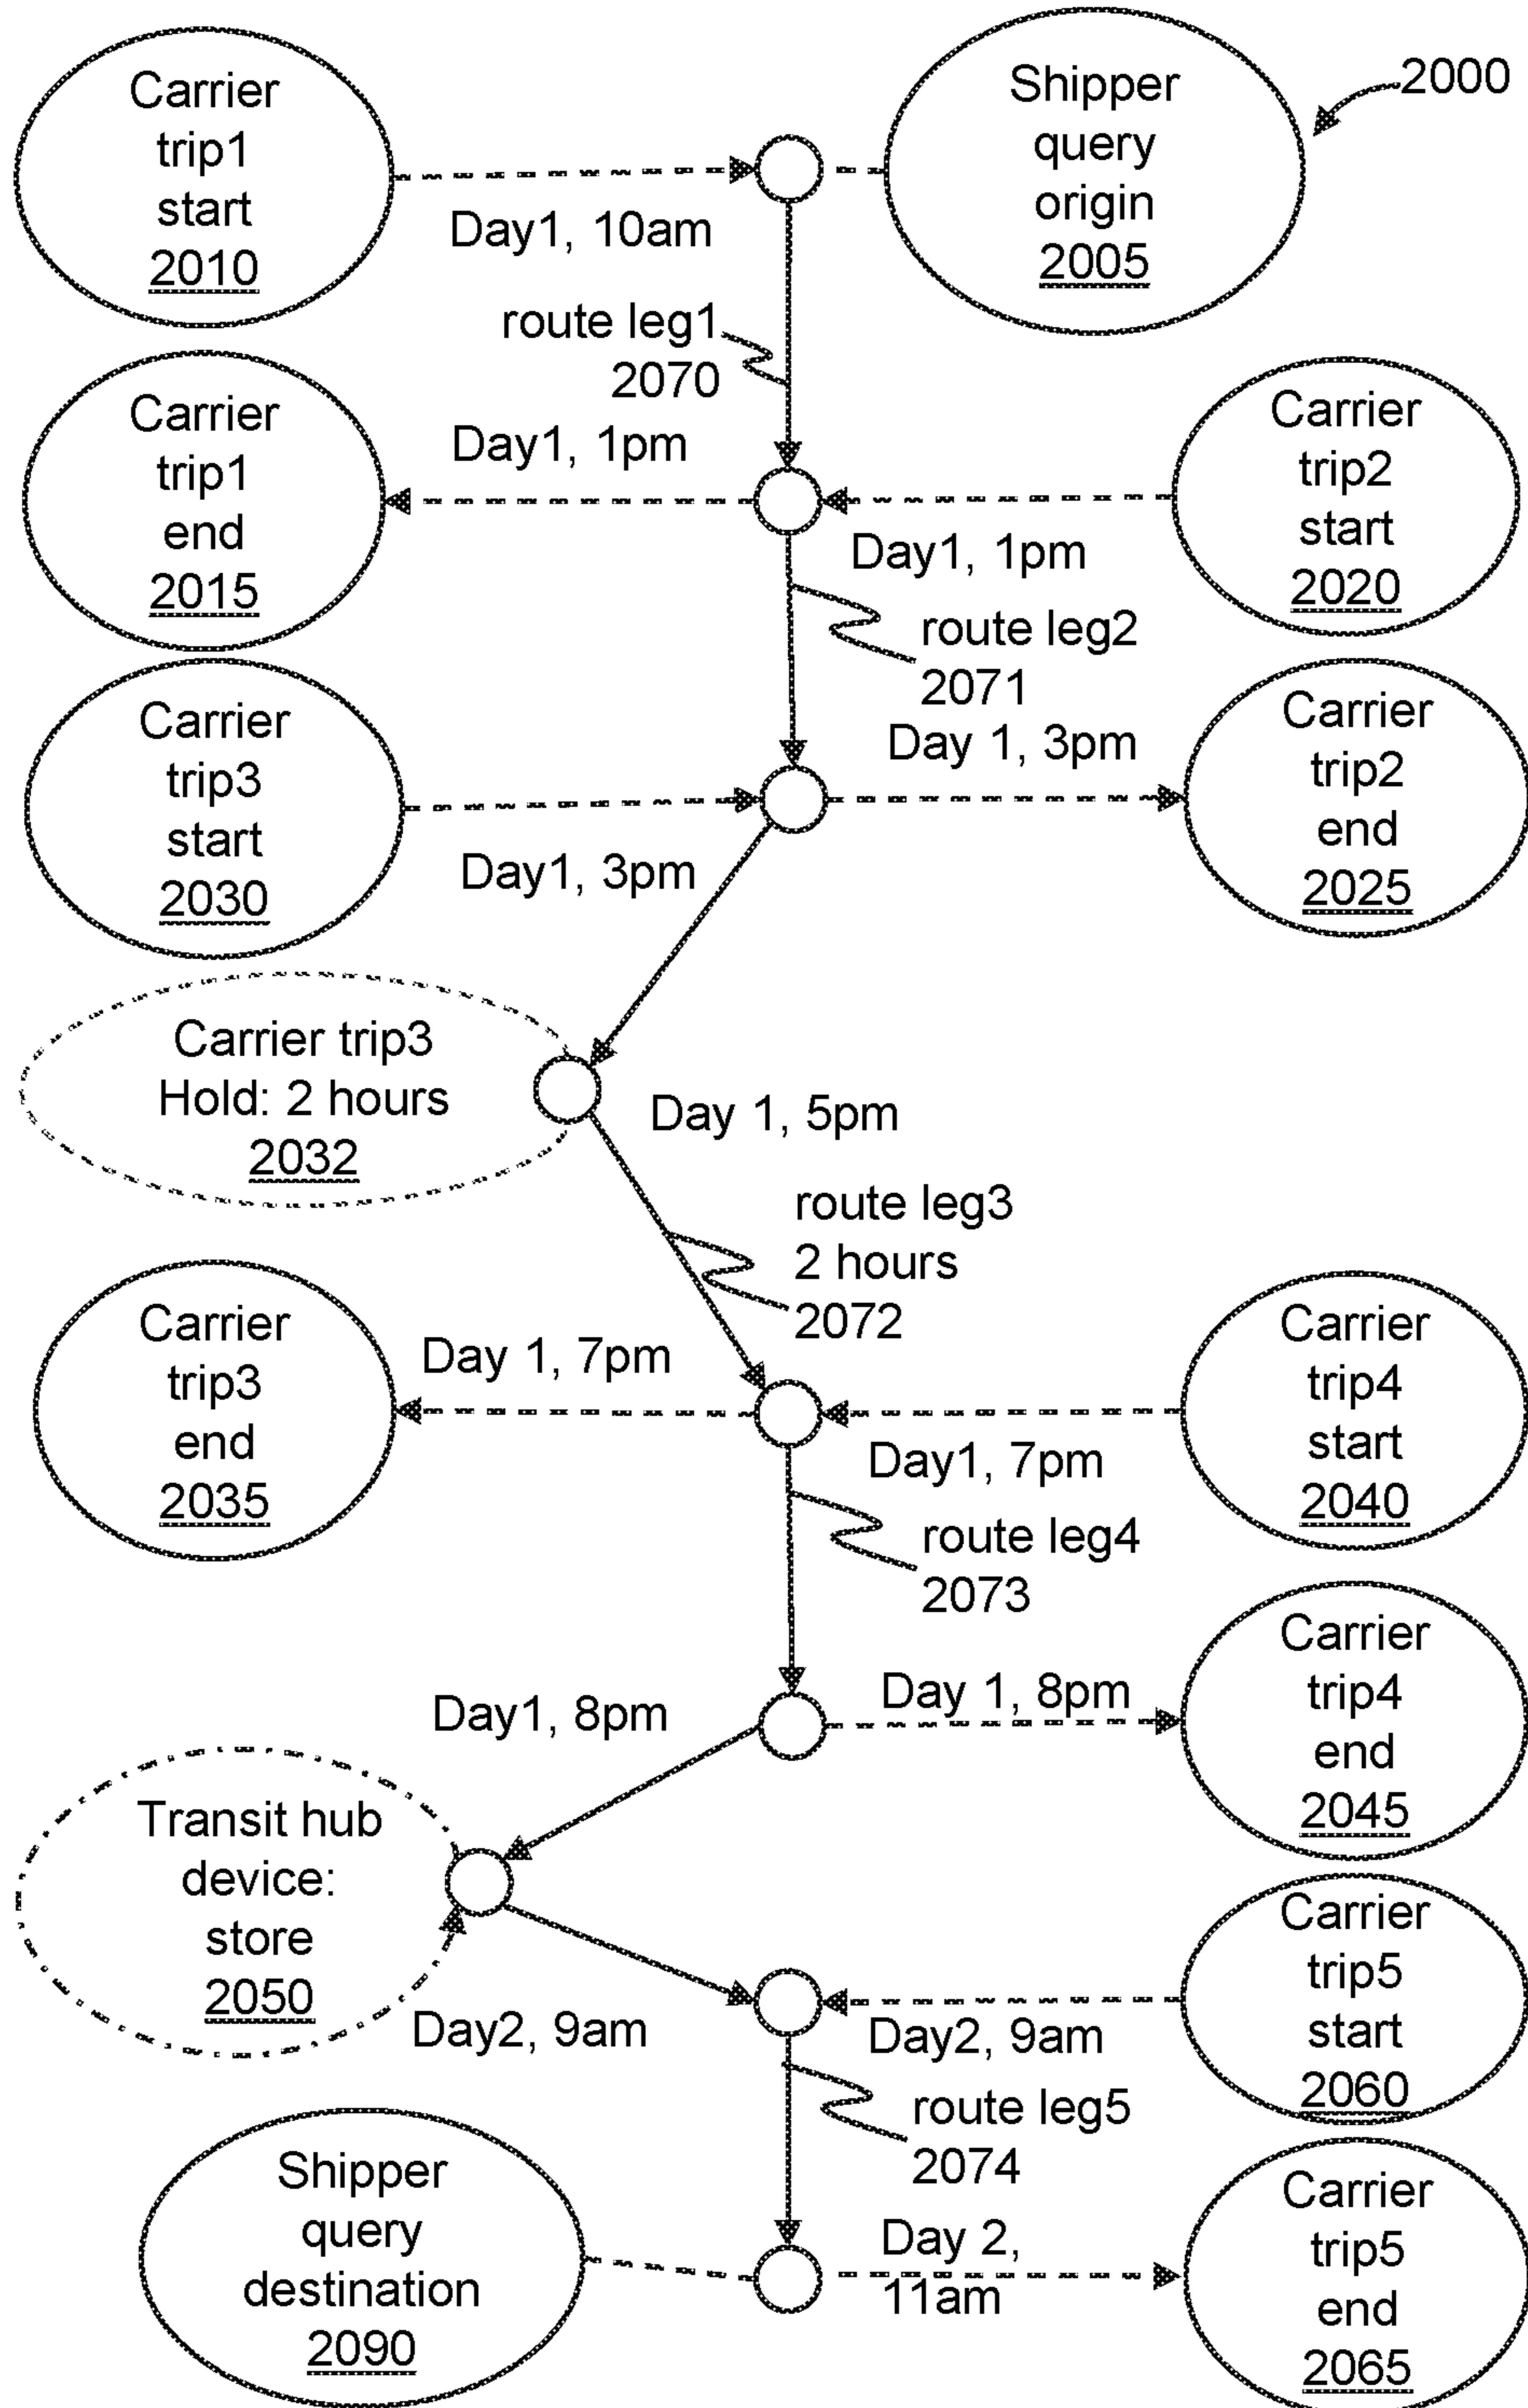 Carrier
trip1
start
2010
Day1, 10am
Shipper
query
origin
2005
2000
route leg1
2070
Carrier
trip1
end
2015
Day1, 1pm
Carrier
trip2
start
2020
Day1, 1pm
route leg2
2071
Carrier
trip3
start
2030
Day1, 3pm
Day 1, 3pm
Carrier
trip2
end
2025
Carrier trip3
Hold: 2 hours
2032
Day 1, 5pm
route leg3
2 hours
2072
Carrier
trip3
end
2035
Day 1, 7pm
Carrier
trip4
start
2040
Day1, 7pm
route leg4
2073
Day1, 8pm
Day 1, 8pm
Carrier
trip4
end
2045
Transit hub
device:
store
2050
Day2, 9am
Day2, 9am
Carrier
trip5
start
2060
route leg5
2074
Shipper
query
destination
2090
Day 2,
11am
Carrier
trip5
end
2065